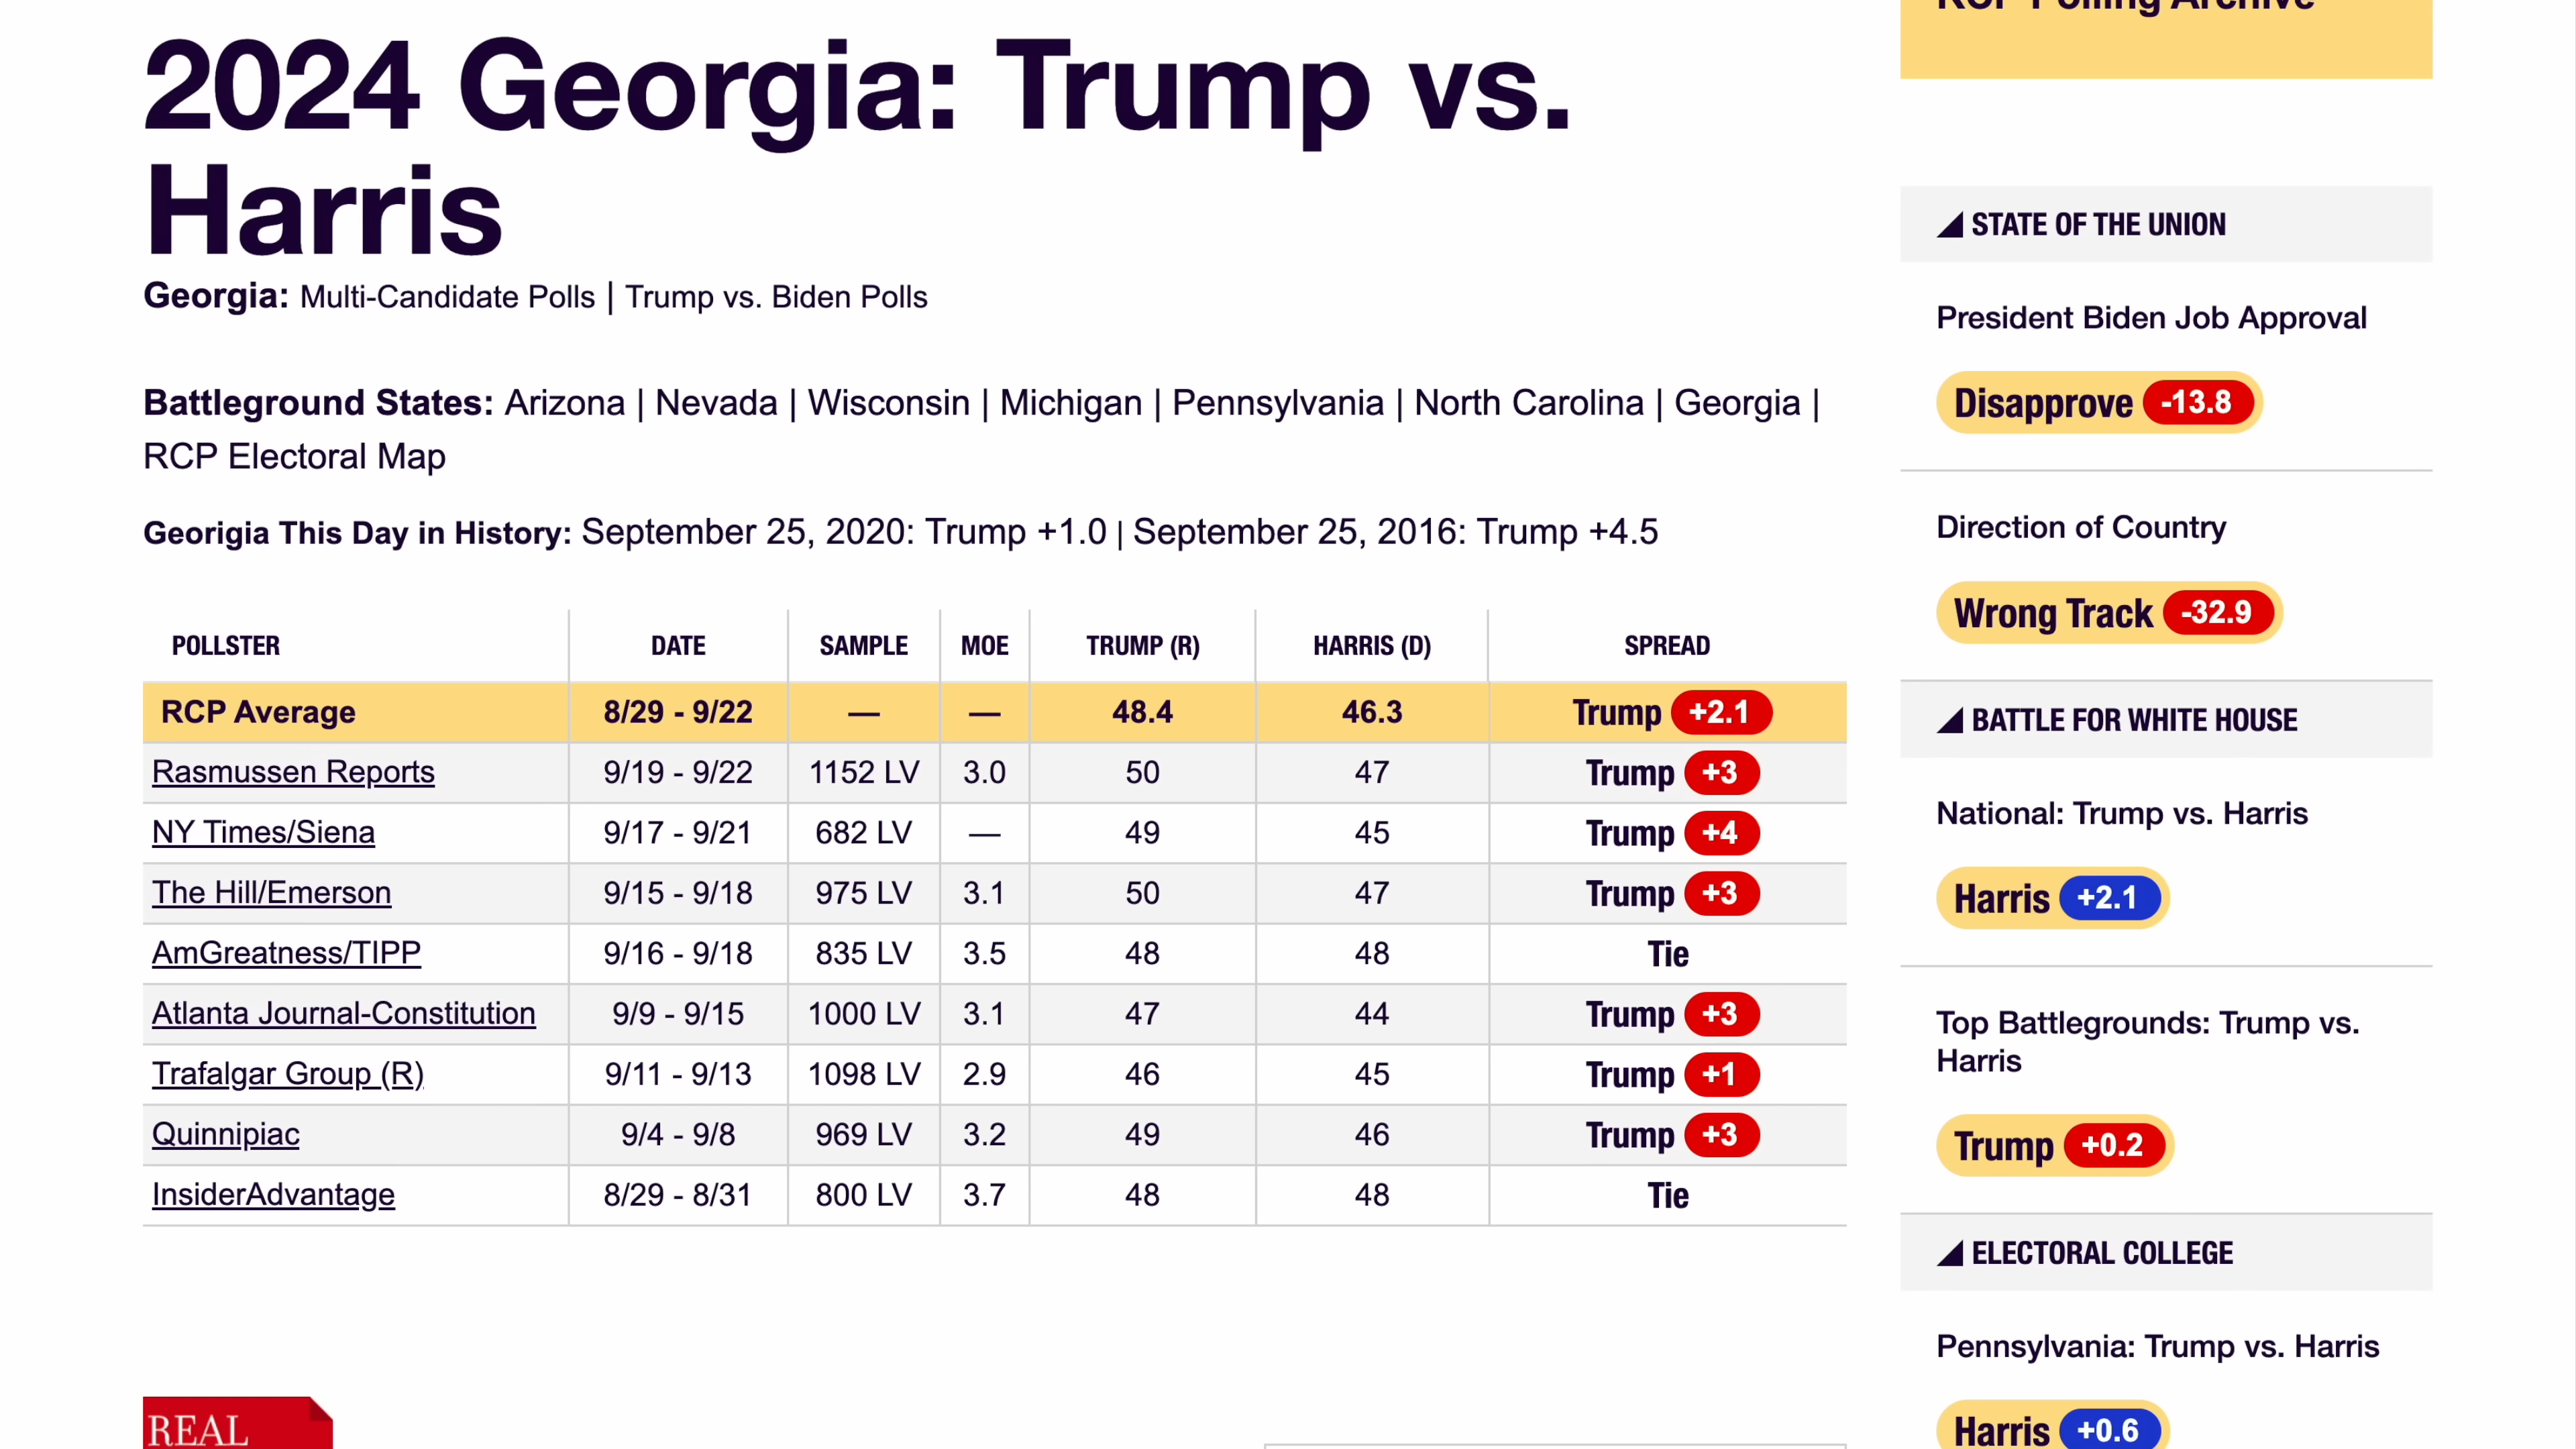 2024 Georgia: Trump vs.
Harris
Georgia: Multi-Candidate Polls | Trump vs. Biden Polls
Battleground States: Arizona | Nevada | Wisconsin | Michigan | Pennsylvania | North Carolina | Georgia |
RCP Electoral Map
Georigia This Day in History: September 25, 2020: Trump +1.0 | September 25, 2016: Trump +4.5
POLLSTER DATE SAMPLE MOE TRUMP (R) HARRIS (D) SPREAD
RCP Average 8/29 - 9/22 — — 48.4 46.3 Trump +2.1
Rasmussen Reports 9/19 - 9/22 1152 LV 3.0 50 47 Trump +3
NY Times/Siena 9/17 - 9/21 682 LV — 49 45 Trump +4
The Hill/Emerson 9/15 - 9/18 975 LV 3.1 50 47 Trump +3
AmGreatness/TIPP 9/16 - 9/18 835 LV 3.5 48 48 Tie
Atlanta Journal-Constitution 9/9 - 9/15 1000 LV 3.1 47 44 Trump +3
Trafalgar Group (R) 9/11 - 9/13 1098 LV 2.9 46 45 Trump +1
Quinnipiac 9/4 - 9/8 969 LV 3.2 49 46 Trump +3
InsiderAdvantage 8/29 - 8/31 800 LV 3.7 48 48 Tie
REAL
RCP Polling Archive
STATE OF THE UNION
President Biden Job Approval
Disapprove -13.8
Direction of Country
Wrong Track -32.9
BATTLE FOR WHITE HOUSE
National: Trump vs. Harris
Harris +2.1
Top Battlegrounds: Trump vs.
Harris
Trump +0.2
ELECTORAL COLLEGE
Pennsylvania: Trump vs. Harris
Harris +0.6